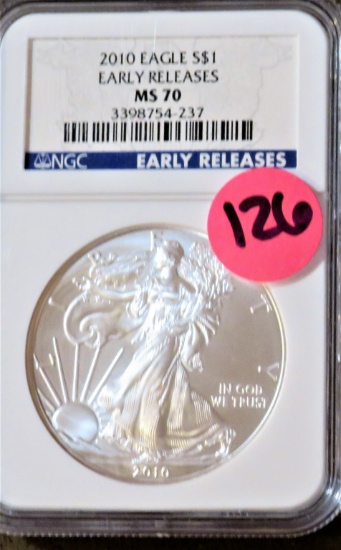 2010 EAGLE S$1
EARLY RELEASES
MS 70
3398754-237
NGC EARLY RELEASES
126
T Y
IN GOD
WE TRUST
2010